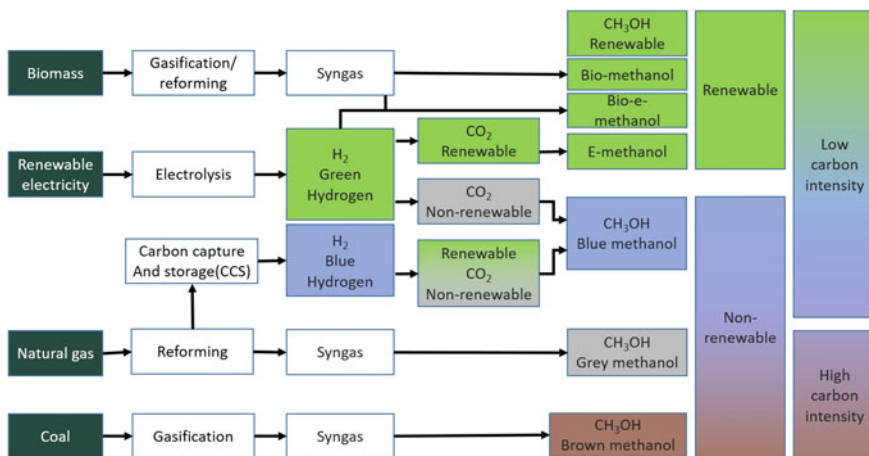 CH₃OH
Renewable
Biomass
Gasification/
reforming
Syngas
Bio-methanol
Bio-e-
methanol
Renewable
Low
carbon
intensity
Renewable
electricity
Electrolysis
H₂
Green
Hydrogen
CO₂
Renewable
E-methanol
CO₂
Non-renewable
CH₃OH
Blue methanol
Carbon capture
And storage(CCS)
H₂
Blue
Hydrogen
Renewable
CO₂
Non-renewable
Non-
renewable
Natural gas
Reforming
Syngas
CH₃OH
Grey methanol
High
carbon
intensity
Coal
Gasification
Syngas
CH₃OH
Brown methanol